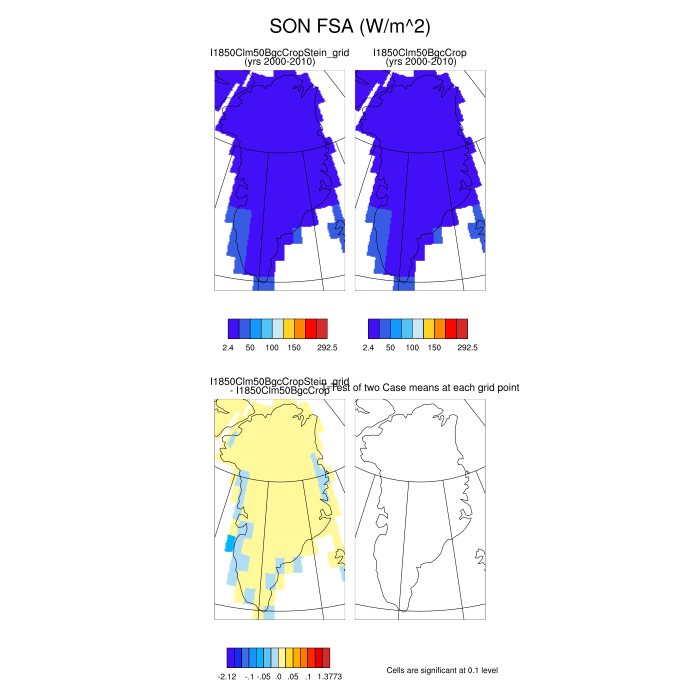 SON FSA (W/m^2)
I1850Clm50BgcCropStein_grid
(yrs 2000-2010)
I1850Clm50BgcCrop
(yrs 2000-2010)
2.4 50 100 150 292.5
2.4 50 100 150 292.5
I1850Clm50BgcCropStein_grid
- I1850Clm50BgcCrop
T-Test of two Case means at each grid point
-2.12 -.1 -.05 .0 .05 .1 1.3773
Cells are significant at 0.1 level